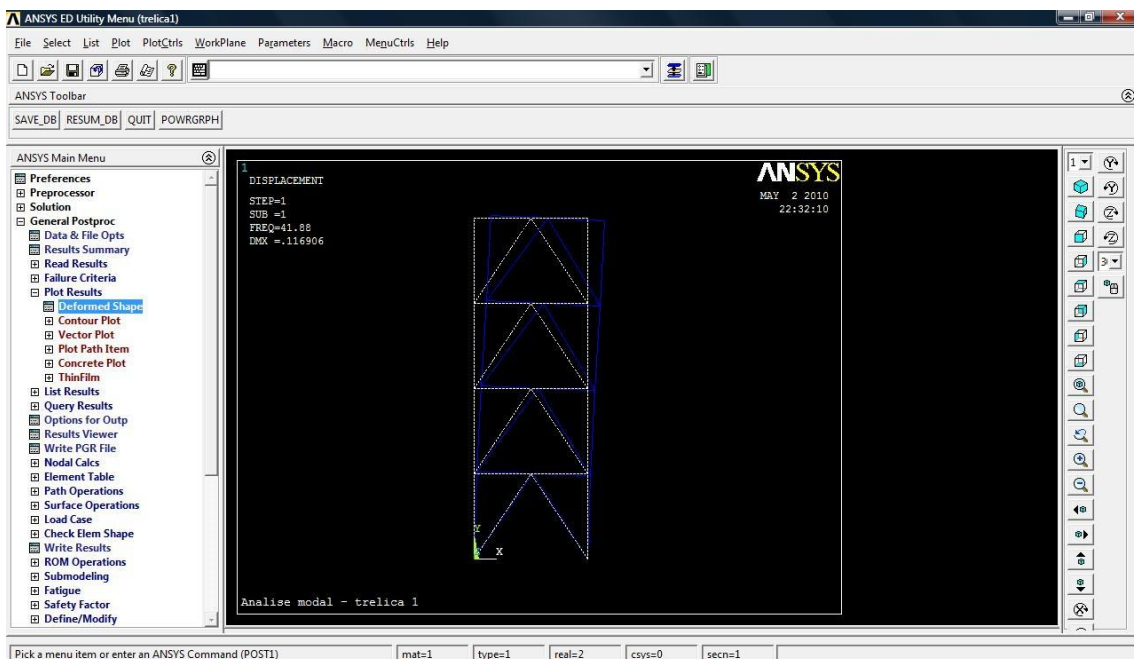 ANSYS ED Utility Menu (trelica1)
File Select List Plot PlotCtrls WorkPlane Parameters Macro MenuCtrls Help
ANSYS Toolbar
SAVE_DB RESUM_DB QUIT POWRGRPH
ANSYS Main Menu
Preferences
Preprocessor
Solution
General Postproc
Data & File Opts
Results Summary
Read Results
Failure Criteria
Plot Results
Deformed Shape
Contour Plot
Vector Plot
Plot Path Item
Concrete Plot
ThinFilm
List Results
Query Results
Options for Outp
Results Viewer
Write PGR File
Nodal Calcs
Element Table
Path Operations
Surface Operations
Load Case
Check Elem Shape
Write Results
ROM Operations
Submodeling
Fatigue
Safety Factor
Define/Modify
1
DISPLACEMENT
STEP=1
SUB =1
FREQ=41.88
DMX =.116906
ANSYS
MAY 2 2010
22:32:10
Y
X
Analise modal - trelica 1
1
Pick a menu item or enter an ANSYS Command (POST1)
mat=1 type=1 real=2 csys=0 secn=1